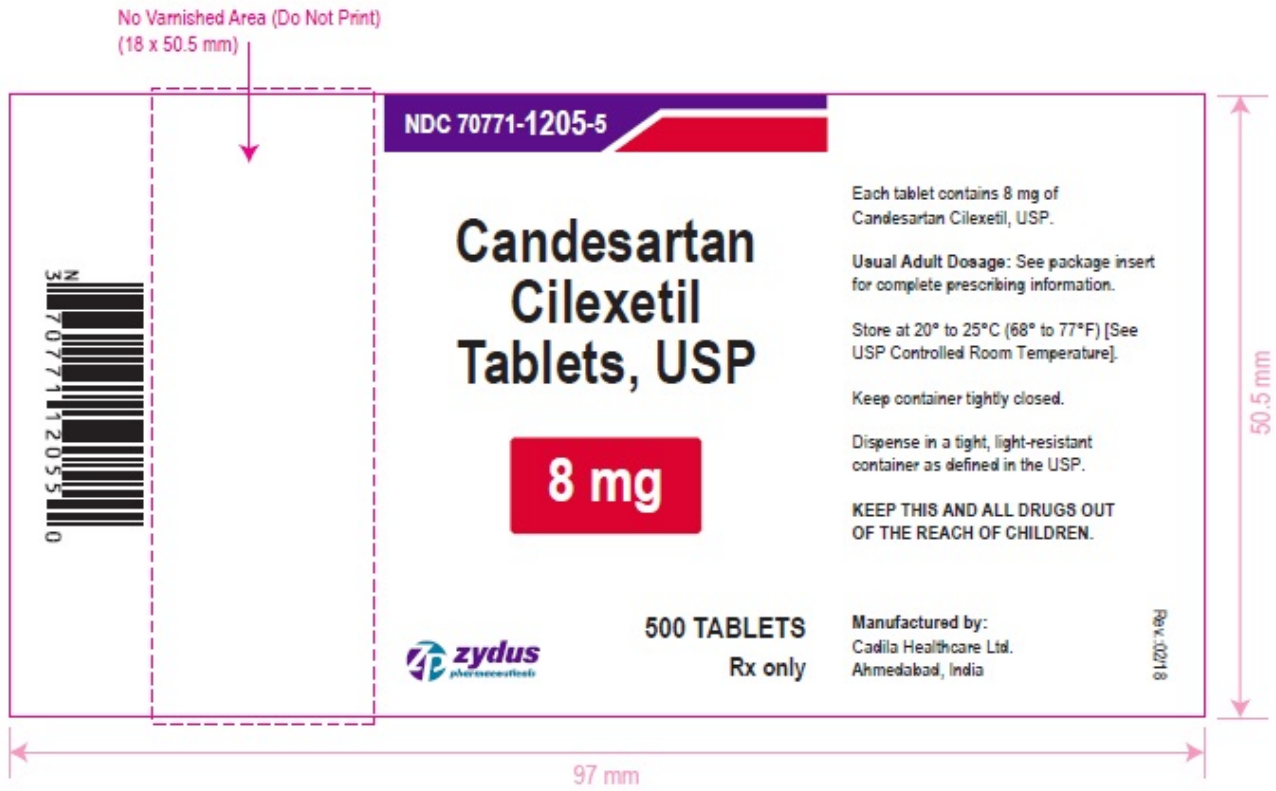 No Varnished Area (Do Not Print)
(18 x 50.5 mm)
NDC 70771-1205-5
Candesartan
Cilexetil
Tablets, USP
8 mg
500 TABLETS
Rx only
zydus
pharmaceuticals
Each tablet contains 8 mg of
Candesartan Cilexetil, USP.
Usual Adult Dosage: See package insert
for complete prescribing information.
Store at 20° to 25°C (68° to 77°F) [See
USP Controlled Room Temperature].
Keep container tightly closed.
Dispense in a tight, light-resistant
container as defined in the USP.
KEEP THIS AND ALL DRUGS OUT
OF THE REACH OF CHILDREN.
Manufactured by:
Cadila Healthcare Ltd.
Ahmedabad, India
Rev.:02/18
N
3 70771 12055 0
50.5 mm
97 mm